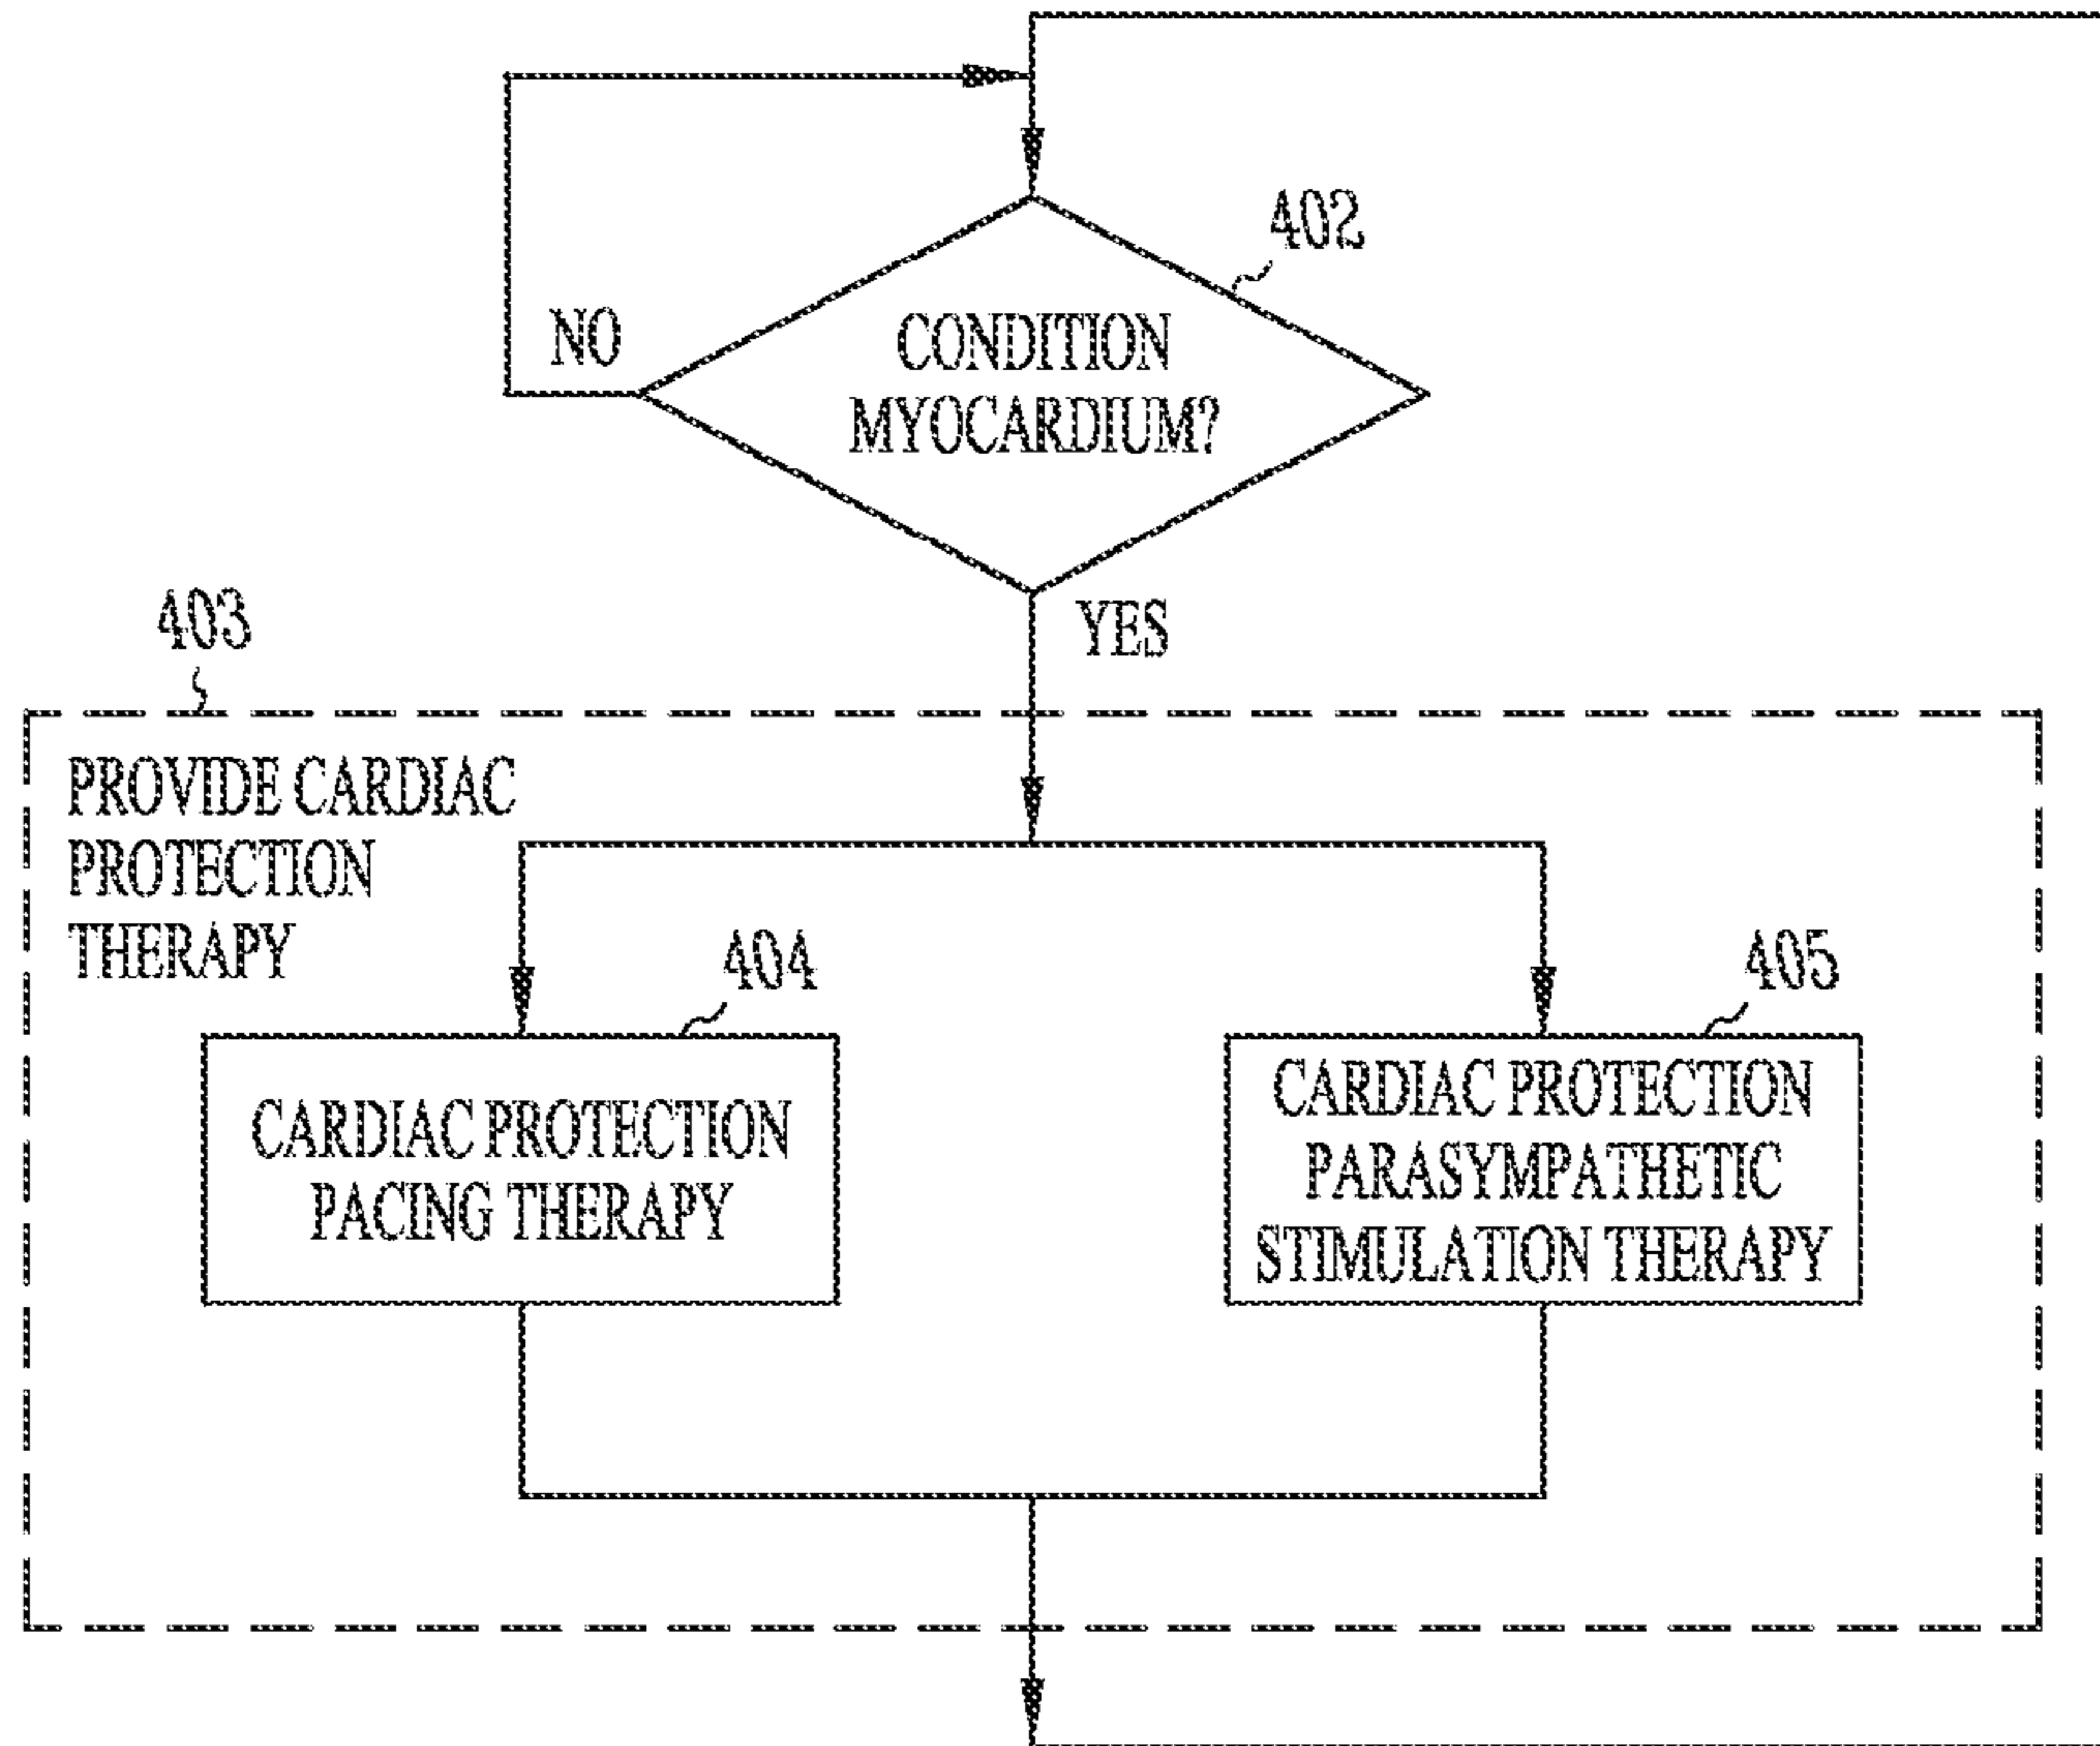 402
NO
CONDITION
MYOCARDIUM?
YES
403
PROVIDE CARDIAC
PROTECTION
THERAPY
404
405
CARDIAC PROTECTION
PACING THERAPY
CARDIAC PROTECTION
PARASYMPATHETIC
STIMULATION THERAPY